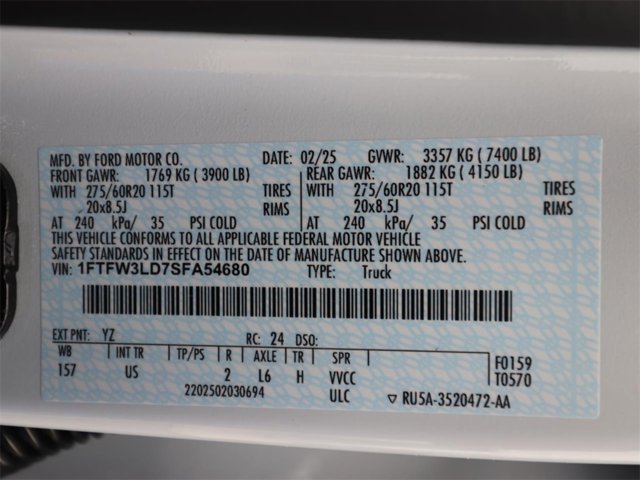 MFD. BY FORD MOTOR CO. DATE: 02/25 GVWR: 3357 KG ( 7400 LB)
FRONT GAWR: 1769 KG ( 3900 LB) REAR GAWR: 1882 KG ( 4150 LB)
WITH 275/60R20 115T TIRES WITH 275/60R20 115T TIRES
20x8.5J RIMS 20x8.5J RIMS
AT 240 kPa/ 35 PSI COLD AT 240 kPa/ 35 PSI COLD
THIS VEHICLE CONFORMS TO ALL APPLICABLE FEDERAL MOTOR VEHICLE
SAFETY STANDARDS IN EFFECT ON THE DATE OF MANUFACTURE SHOWN ABOVE.
VIN: 1FTFW3LD7SFA54680 TYPE: Truck
EXT PNT: YZ RC: 24 DSO:
WB INT TR TP/PS R AXLE TR SPR F0159
157 US 2 L6 H VVCC T0570
2202502030694 ULC ▽ RU5A-3520472-AA